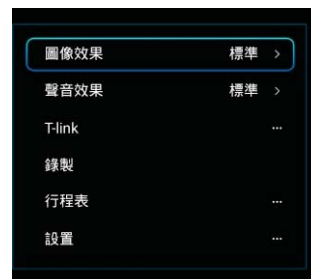 圖像效果 標準 >
聲音效果 標準 >
T-link ...
錄製
行程表 ...
設置 ...